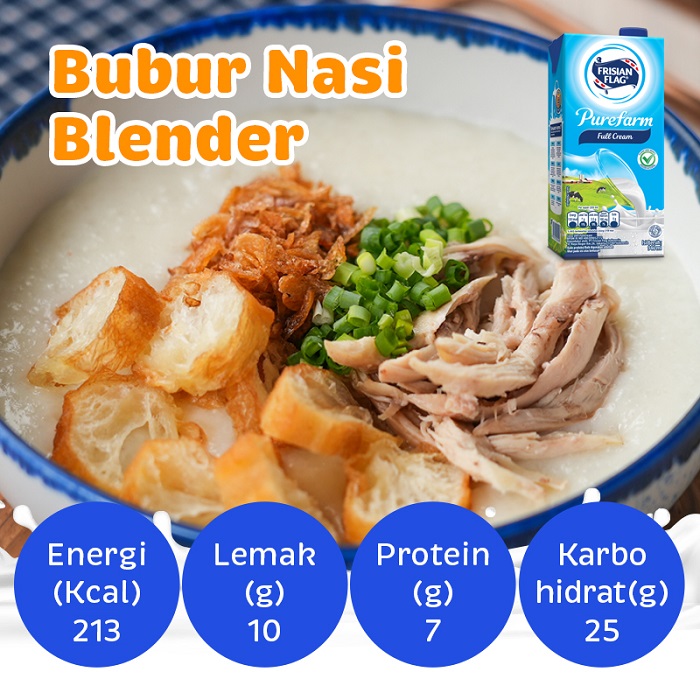 Bubur Nasi
Blender
FRISIAN
FLAG
Purefarm
Full Cream
Energi
(Kcal)
213
Lemak
(g)
10
Protein
(g)
7
Karbo
hidrat(g)
25